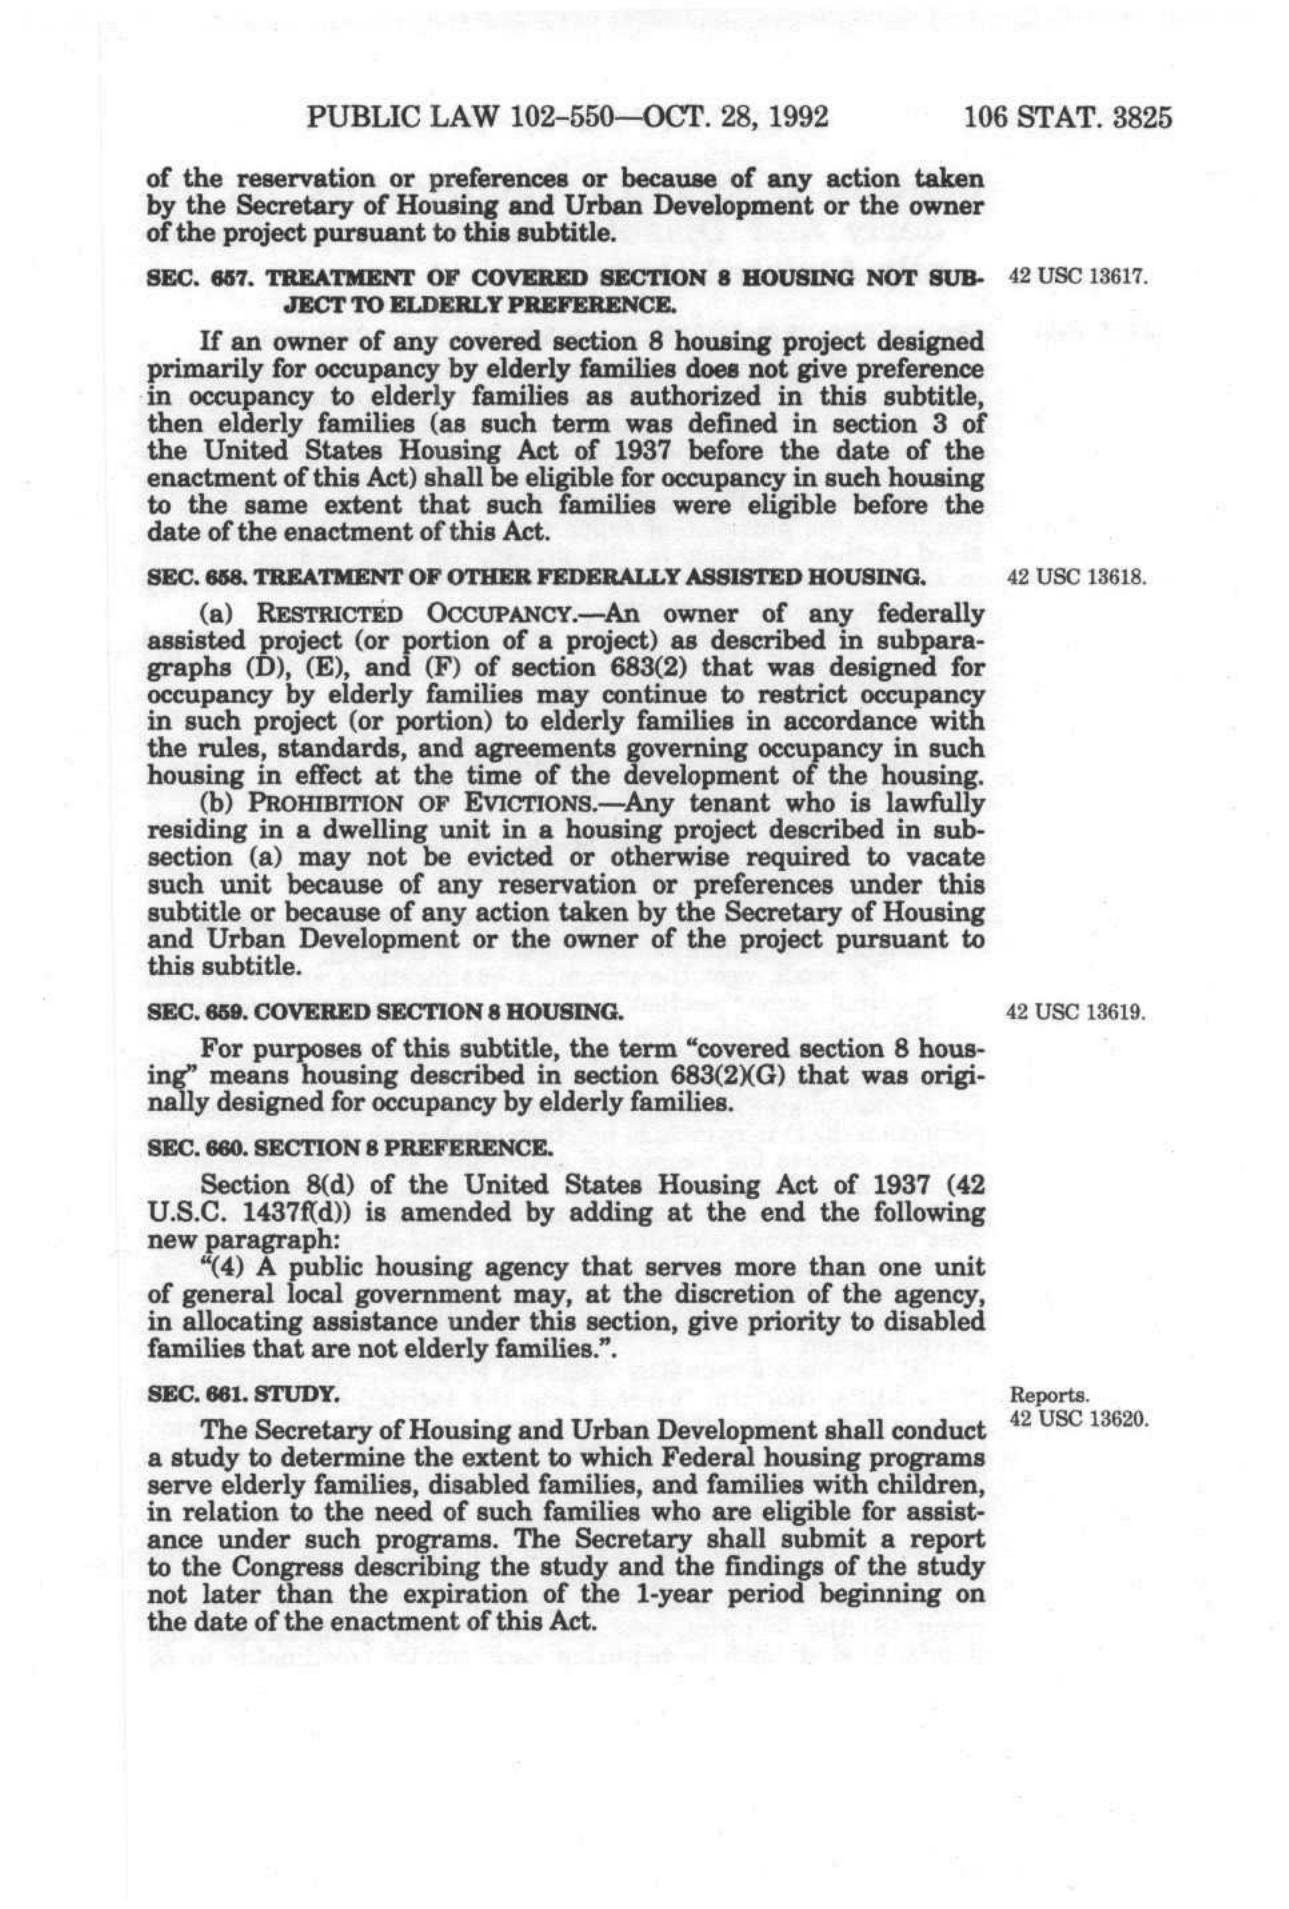 PUBLIC LAW 102–550—OCT. 28, 1992 106 STAT. 3825
of the reservation or preferences or because of any action taken
by the Secretary of Housing and Urban Development or the owner
of the project pursuant to this subtitle.
SEC. 657. TREATMENT OF COVERED SECTION 8 HOUSING NOT SUB- 42 USC 13617.
JECT TO ELDERLY PREFERENCE.
If an owner of any covered section 8 housing project designed
primarily for occupancy by elderly families does not give preference
in occupancy to elderly families as authorized in this subtitle,
then elderly families (as such term was defined in section 3 of
the United States Housing Act of 1937 before the date of the
enactment of this Act) shall be eligible for occupancy in such housing
to the same extent that such families were eligible before the
date of the enactment of this Act.
SEC. 658. TREATMENT OF OTHER FEDERALLY ASSISTED HOUSING. 42 USC 13618.
(a) RESTRICTED OCCUPANCY.—An owner of any federally
assisted project (or portion of a project) as described in subpara-
graphs (D), (E), and (F) of section 683(2) that was designed for
occupancy by elderly families may continue to restrict occupancy
in such project (or portion) to elderly families in accordance with
the rules, standards, and agreements governing occupancy in such
housing in effect at the time of the development of the housing.
(b) PROHIBITION OF EVICTIONS.—Any tenant who is lawfully
residing in a dwelling unit in a housing project described in sub-
section (a) may not be evicted or otherwise required to vacate
such unit because of any reservation or preferences under this
subtitle or because of any action taken by the Secretary of Housing
and Urban Development or the owner of the project pursuant to
this subtitle.
SEC. 659. COVERED SECTION 8 HOUSING. 42 USC 13619.
For purposes of this subtitle, the term “covered section 8 hous-
ing” means housing described in section 683(2)(G) that was origi-
nally designed for occupancy by elderly families.
SEC. 660. SECTION 8 PREFERENCE.
Section 8(d) of the United States Housing Act of 1937 (42
U.S.C. 1437f(d)) is amended by adding at the end the following
new paragraph:
“(4) A public housing agency that serves more than one unit
of general local government may, at the discretion of the agency,
in allocating assistance under this section, give priority to disabled
families that are not elderly families.”.
SEC. 661. STUDY. Reports.
42 USC 13620.
The Secretary of Housing and Urban Development shall conduct
a study to determine the extent to which Federal housing programs
serve elderly families, disabled families, and families with children,
in relation to the need of such families who are eligible for assist-
ance under such programs. The Secretary shall submit a report
to the Congress describing the study and the findings of the study
not later than the expiration of the 1-year period beginning on
the date of the enactment of this Act.